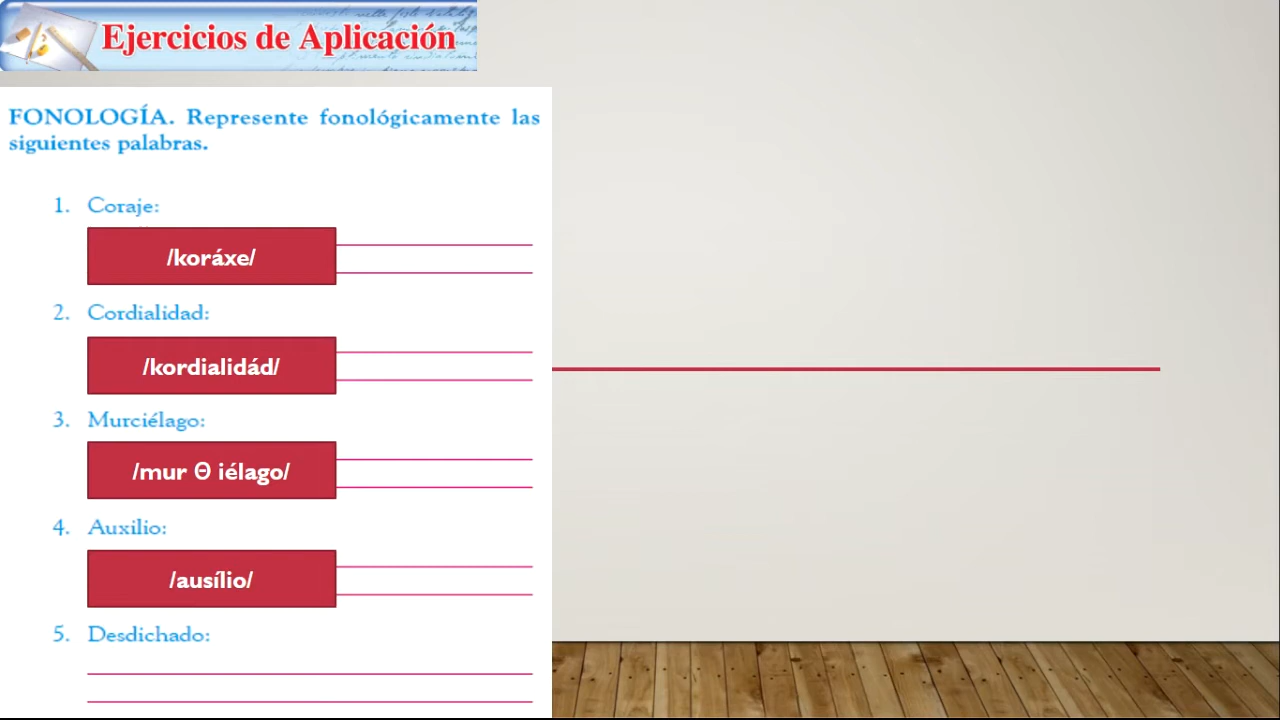 Ejercicios de Aplicación
FONOLOGÍA. Represente fonológicamente las
siguientes palabras.
1. Coraje:
/koráxe/
2. Cordialidad:
/kordialidád/
3. Murciélago:
/mur Θ iélago/
4. Auxilio:
/ausílio/
5. Desdichado: